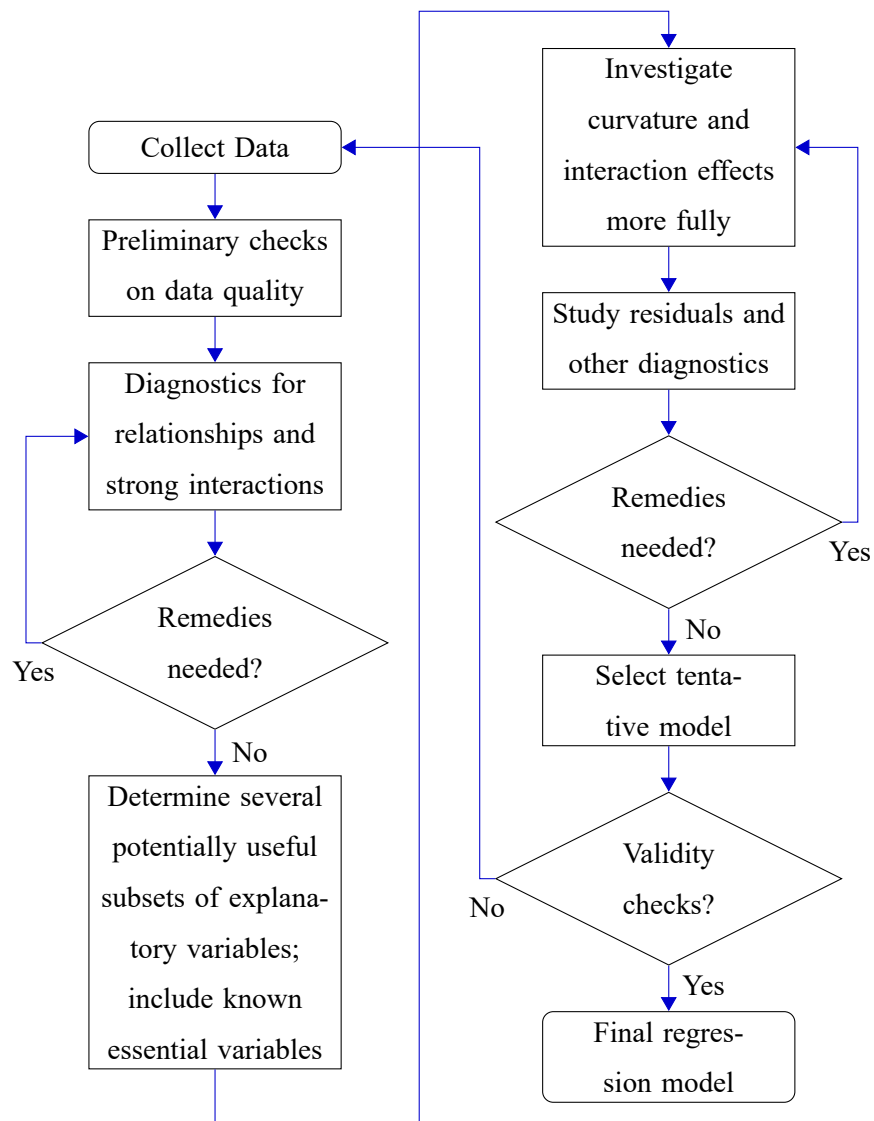 Collect Data
Preliminary checks
on data quality
Diagnostics for
relationships and
strong interactions
Remedies
needed?
Yes
No
Determine several
potentially useful
subsets of explana-
tory variables;
include known
essential variables
Investigate
curvature and
interaction effects
more fully
Study residuals and
other diagnostics
Remedies
needed?
Yes
No
Select tenta-
tive model
Validity
checks?
No
Yes
Final regres-
sion model